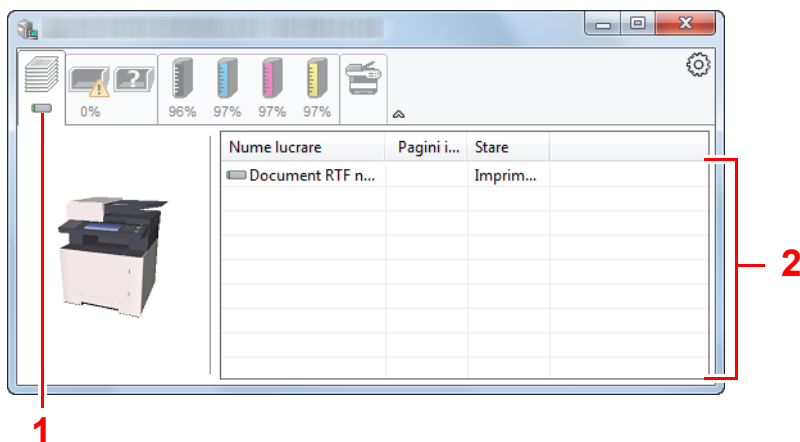 0% 96% 97% 97% 97%
Nume lucrare Pagini i... Stare
Document RTF n... Imprim...
2
1